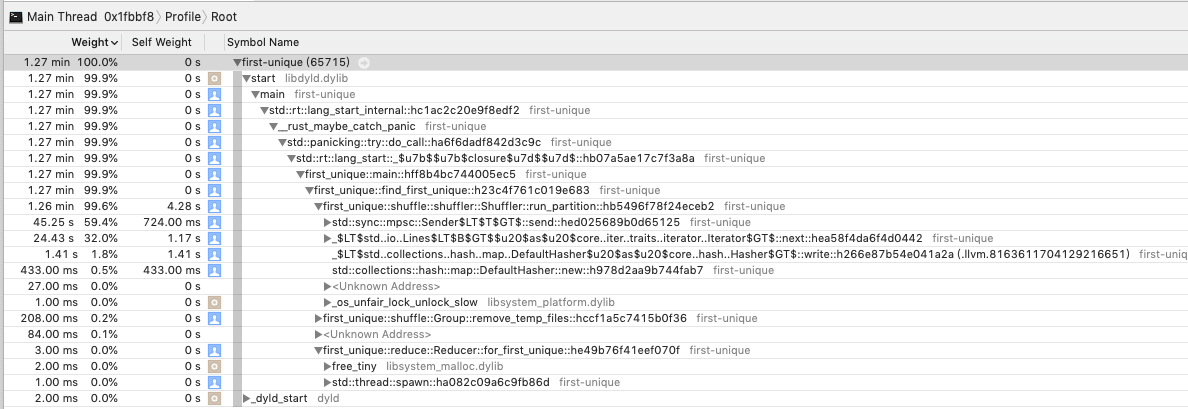 Main Thread 0x1fbbf8 Profile Root
Weight Self Weight Symbol Name
1.27 min 100.0% 0 s first-unique (65715)
1.27 min 99.9% 0 s start libdyld.dylib
1.27 min 99.9% 0 s main first-unique
1.27 min 99.9% 0 s std::rt::lang_start_internal::hc1ac2c20e9f8edf2 first-unique
1.27 min 99.9% 0 s __rust_maybe_catch_panic first-unique
1.27 min 99.9% 0 s std::panicking::try::do_call::ha6f6dadf842d3c9c first-unique
1.27 min 99.9% 0 s std::rt::lang_start::_$u7b$$u7b$closure$u7d$$u7d$::hb07a5ae17c7f3a8a first-unique
1.27 min 99.9% 0 s first_unique::main::hff8b4bc744005ec5 first-unique
1.27 min 99.9% 0 s first_unique::find_first_unique::h23c4f761c019e683 first-unique
1.26 min 99.6% 4.28 s first_unique::shuffle::shuffler::Shuffler::run_partition::hb5496f78f24eceb2 first-unique
45.25 s 59.4% 724.00 ms std::sync::mpsc::Sender$LT$T$GT$::send::hed025689b0d65125 first-unique
24.43 s 32.0% 1.17 s _$LT$std..io..Lines$LT$B$GT$$u20$as$u20$core..iter..traits..iterator..Iterator$GT$::next::hea58f4da6f4d0442 first-unique
1.41 s 1.8% 1.41 s _$LT$std..collections..hash..map..DefaultHasher$u20$as$u20$core..hash..Hasher$GT$::write::h266e87b54e041a2a (.llvm.8163611704129216651) first-uniq
433.00 ms 0.5% 433.00 ms std::collections::hash::map::DefaultHasher::new::h978d2aa9b744fab7 first-unique
27.00 ms 0.0% 0 s <Unknown Address>
1.00 ms 0.0% 0 s _os_unfair_lock_unlock_slow libsystem_platform.dylib
208.00 ms 0.2% 0 s first_unique::shuffle::Group::remove_temp_files::hccf1a5c7415b0f36 first-unique
84.00 ms 0.1% 0 s <Unknown Address>
3.00 ms 0.0% 0 s first_unique::reduce::Reducer::for_first_unique::he49b76f41eef070f first-unique
2.00 ms 0.0% 0 s free_tiny libsystem_malloc.dylib
1.00 ms 0.0% 0 s std::thread::spawn::ha082c09a6c9fb86d first-unique
2.00 ms 0.0% 0 s _dyld_start dyld